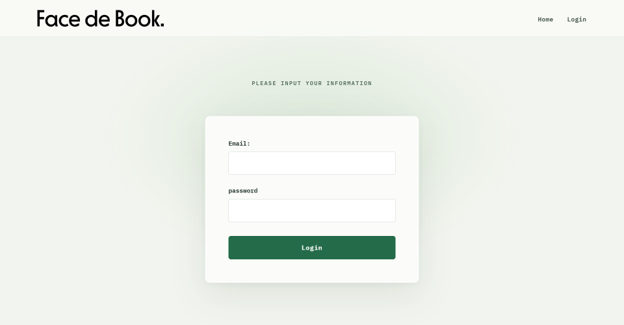 Face de Book.
Home Login
PLEASE INPUT YOUR INFORMATION
Email:
password
Login